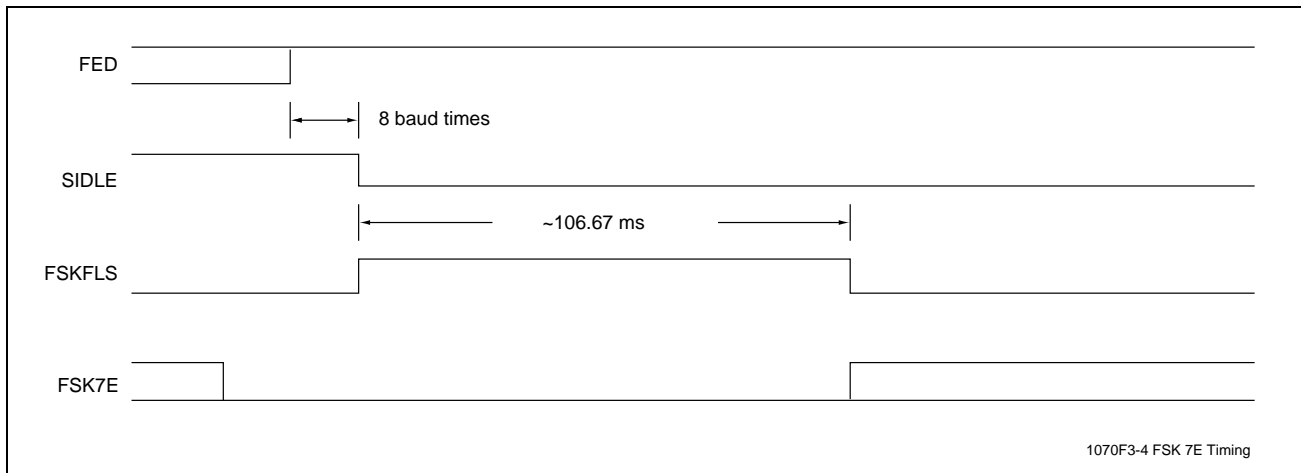 FED
8 baud times
SIDLE
~106.67 ms
FSKFLS
FSK7E
1070F3-4 FSK 7E Timing